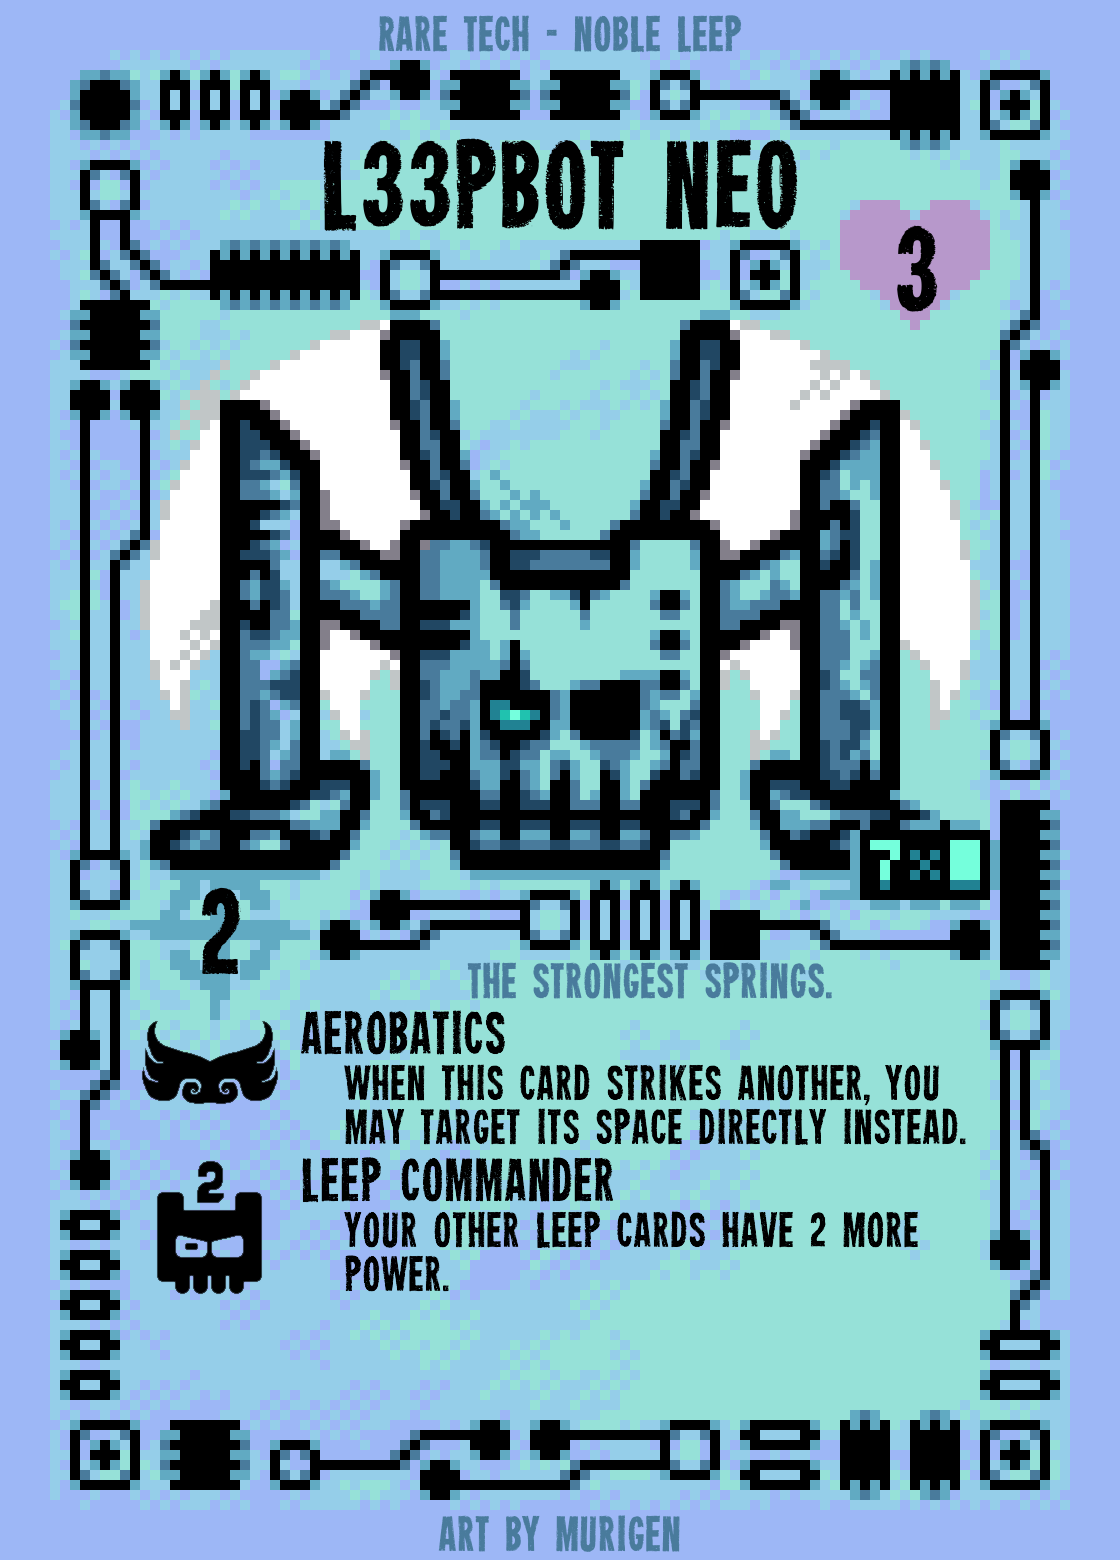 RARE TECH - NOBLE LEEP
L33PBOT NEO
3
2
THE STRONGEST SPRINGS.
AEROBATICS
WHEN THIS CARD STRIKES ANOTHER, YOU
MAY TARGET ITS SPACE DIRECTLY INSTEAD.
2
LEEP COMMANDER
YOUR OTHER LEEP CARDS HAVE 2 MORE
POWER.
ART BY MURIGEN